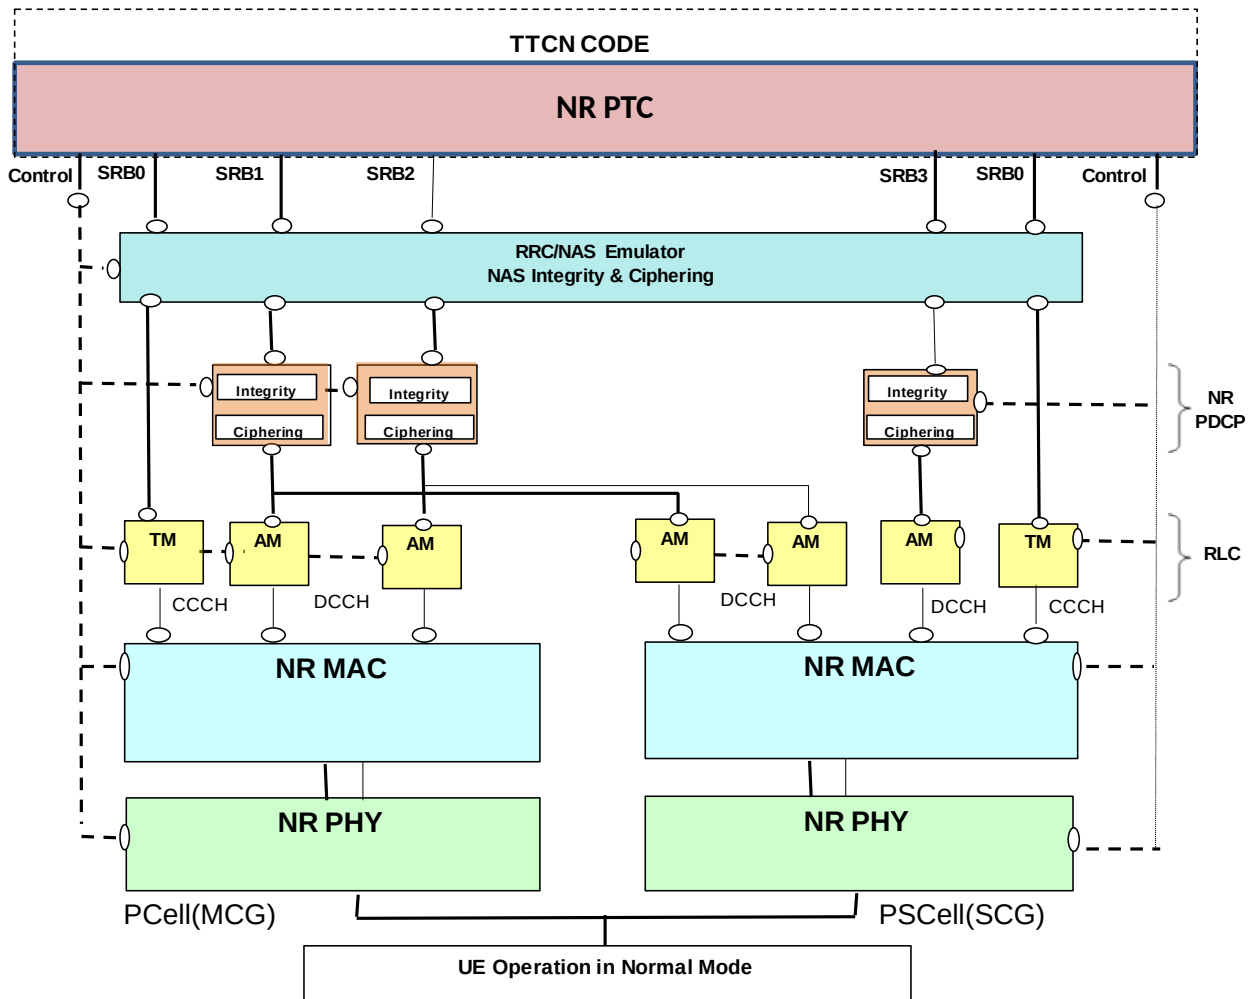 TTCN CODE
NR PTC
Control
SRB0
SRB1
SRB2
SRB3
SRB0
Control
RRC/NAS Emulator
NAS Integrity & Ciphering
Integrity
Ciphering
Integrity
Ciphering
Integrity
Ciphering
NR
PDCP
TM
AM
AM
AM
AM
AM
TM
RLC
CCCH
DCCH
DCCH
DCCH
CCCH
NR MAC
NR MAC
NR PHY
NR PHY
PCell(MCG)
PSCell(SCG)
UE Operation in Normal Mode